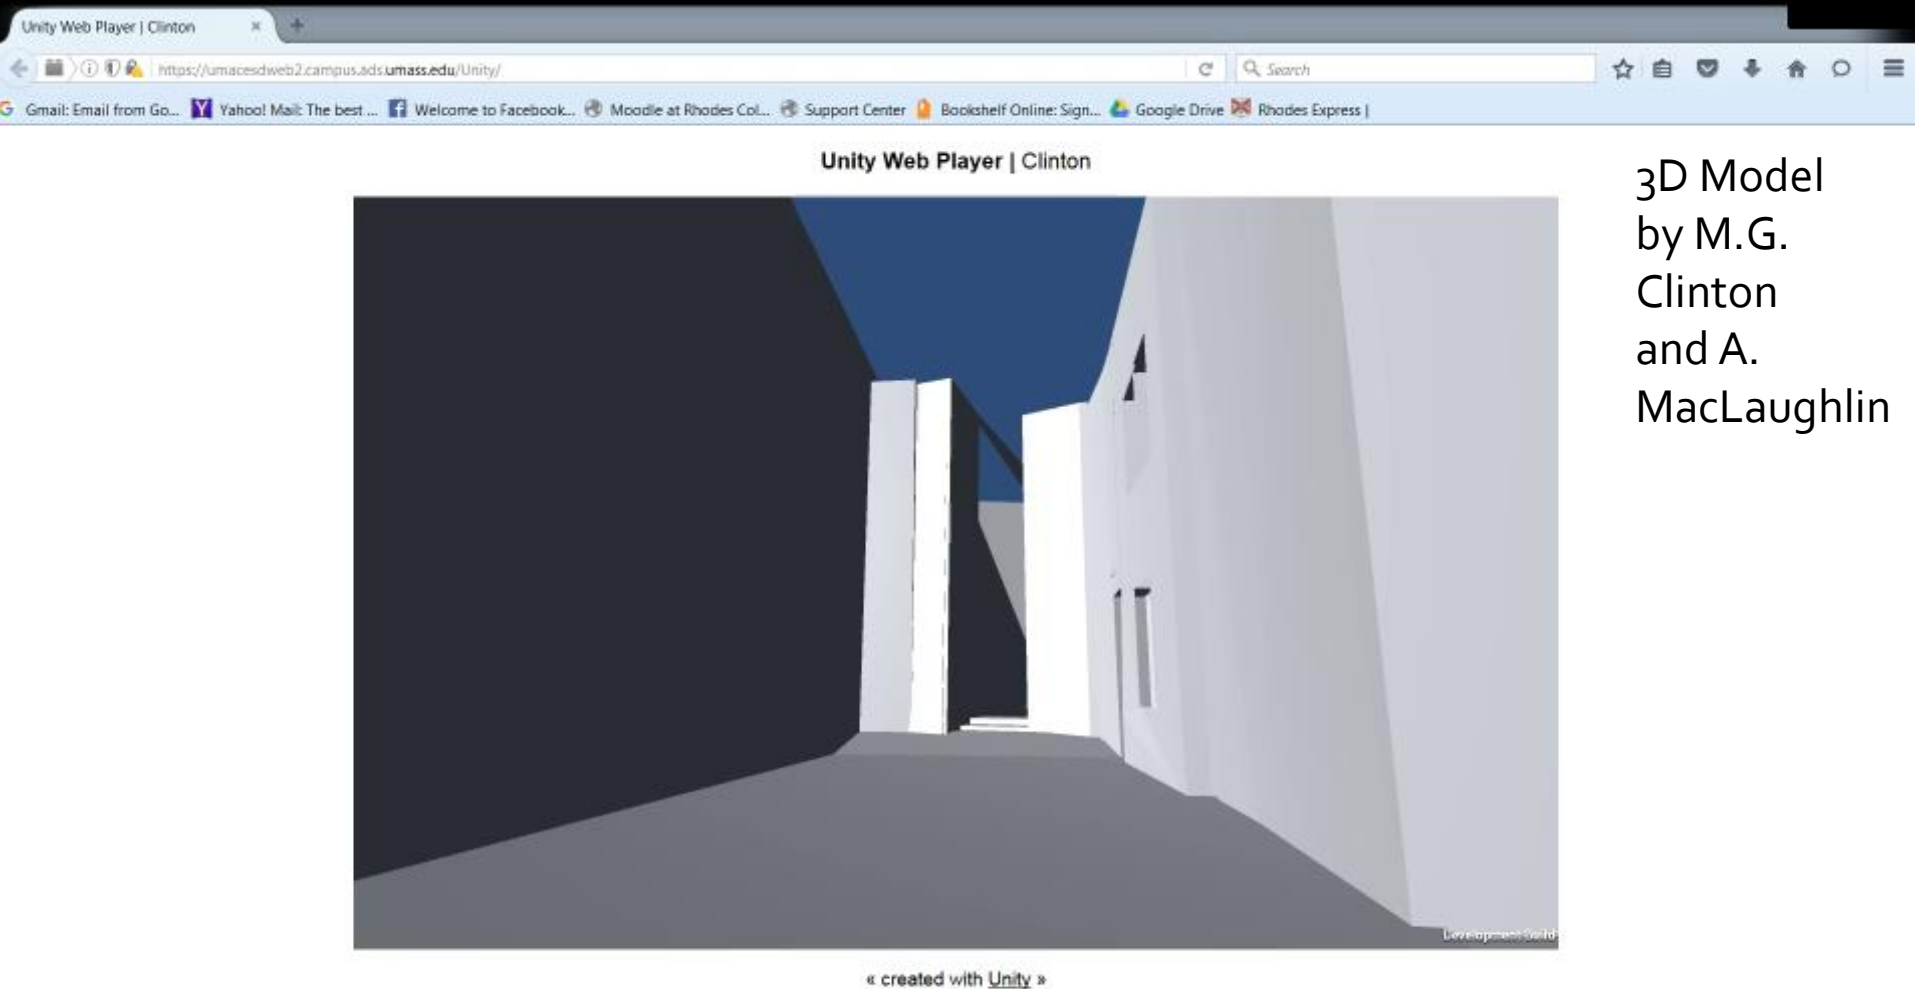 Unity Web Player | Clinton
https://umacesdweb2.campus.ads.umass.edu/Unity/
Search
Gmail: Email from Go... Yahoo! Mail: The best ... Welcome to Facebook... Moodle at Rhodes Col... Support Center Bookshelf Online: Sign... Google Drive Rhodes Express |
Unity Web Player | Clinton
3D Model
by M.G.
Clinton
and A.
MacLaughlin
Development Build
« created with Unity »